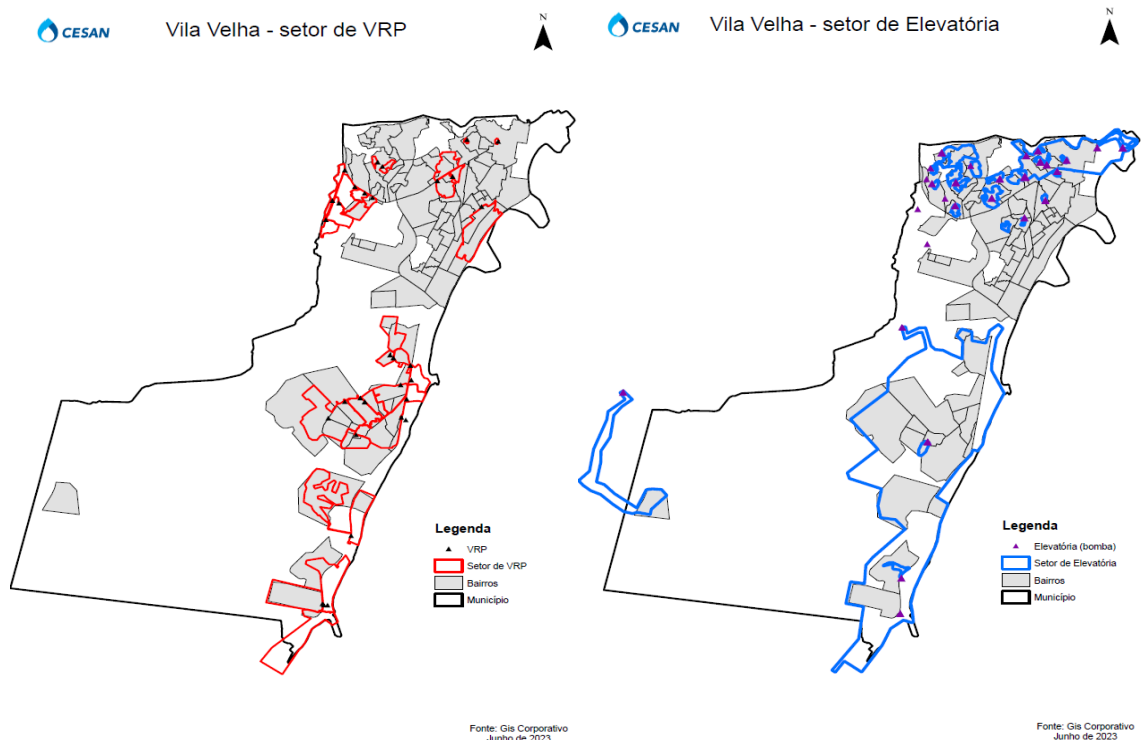 CESAN
Vila Velha - setor de VRP
N
Legenda
VRP
Setor de VRP
Bairros
Município
Fonte: Gis Corporativo
Junho de 2023
CESAN
Vila Velha - setor de Elevatória
N
Legenda
Elevatória (bomba)
Setor de Elevatória
Bairros
Município
Fonte: Gis Corporativo
Junho de 2023